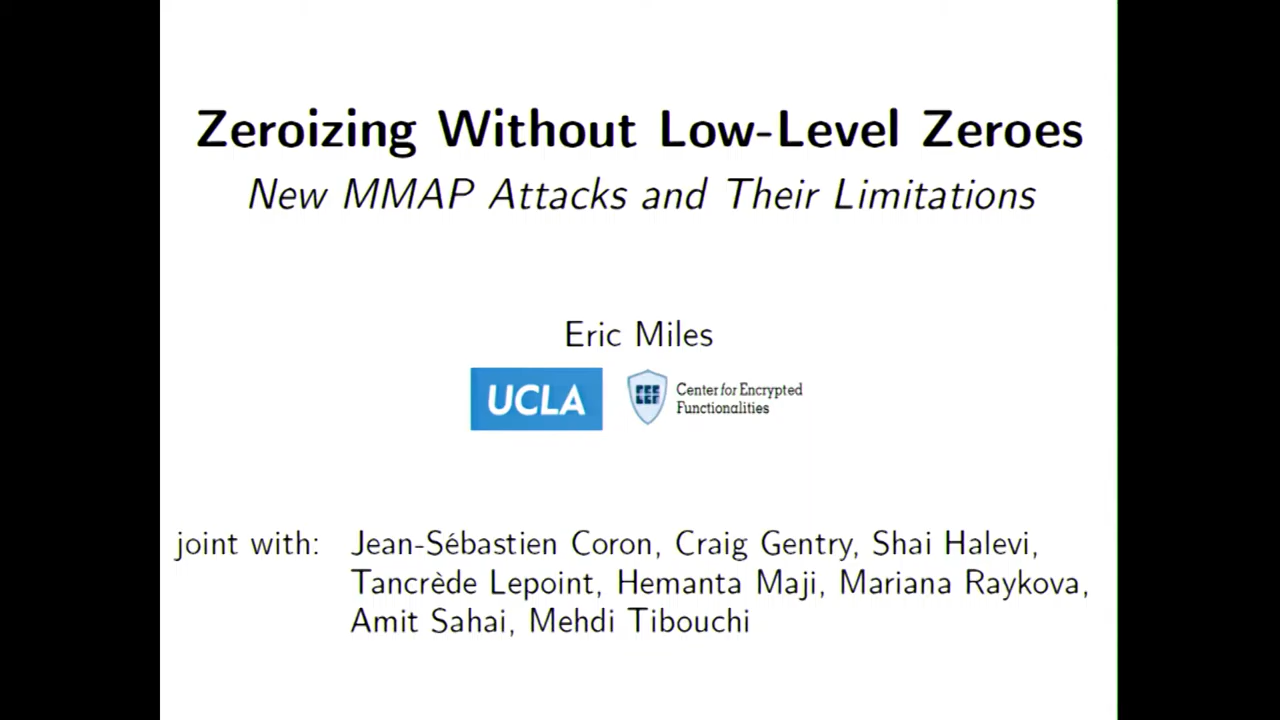 Zeroizing Without Low-Level Zeroes
New MMAP Attacks and Their Limitations
Eric Miles
UCLA
Center for Encrypted
Functionalities
joint with: Jean-Sébastien Coron, Craig Gentry, Shai Halevi,
Tancrède Lepoint, Hemanta Maji, Mariana Raykova,
Amit Sahai, Mehdi Tibouchi